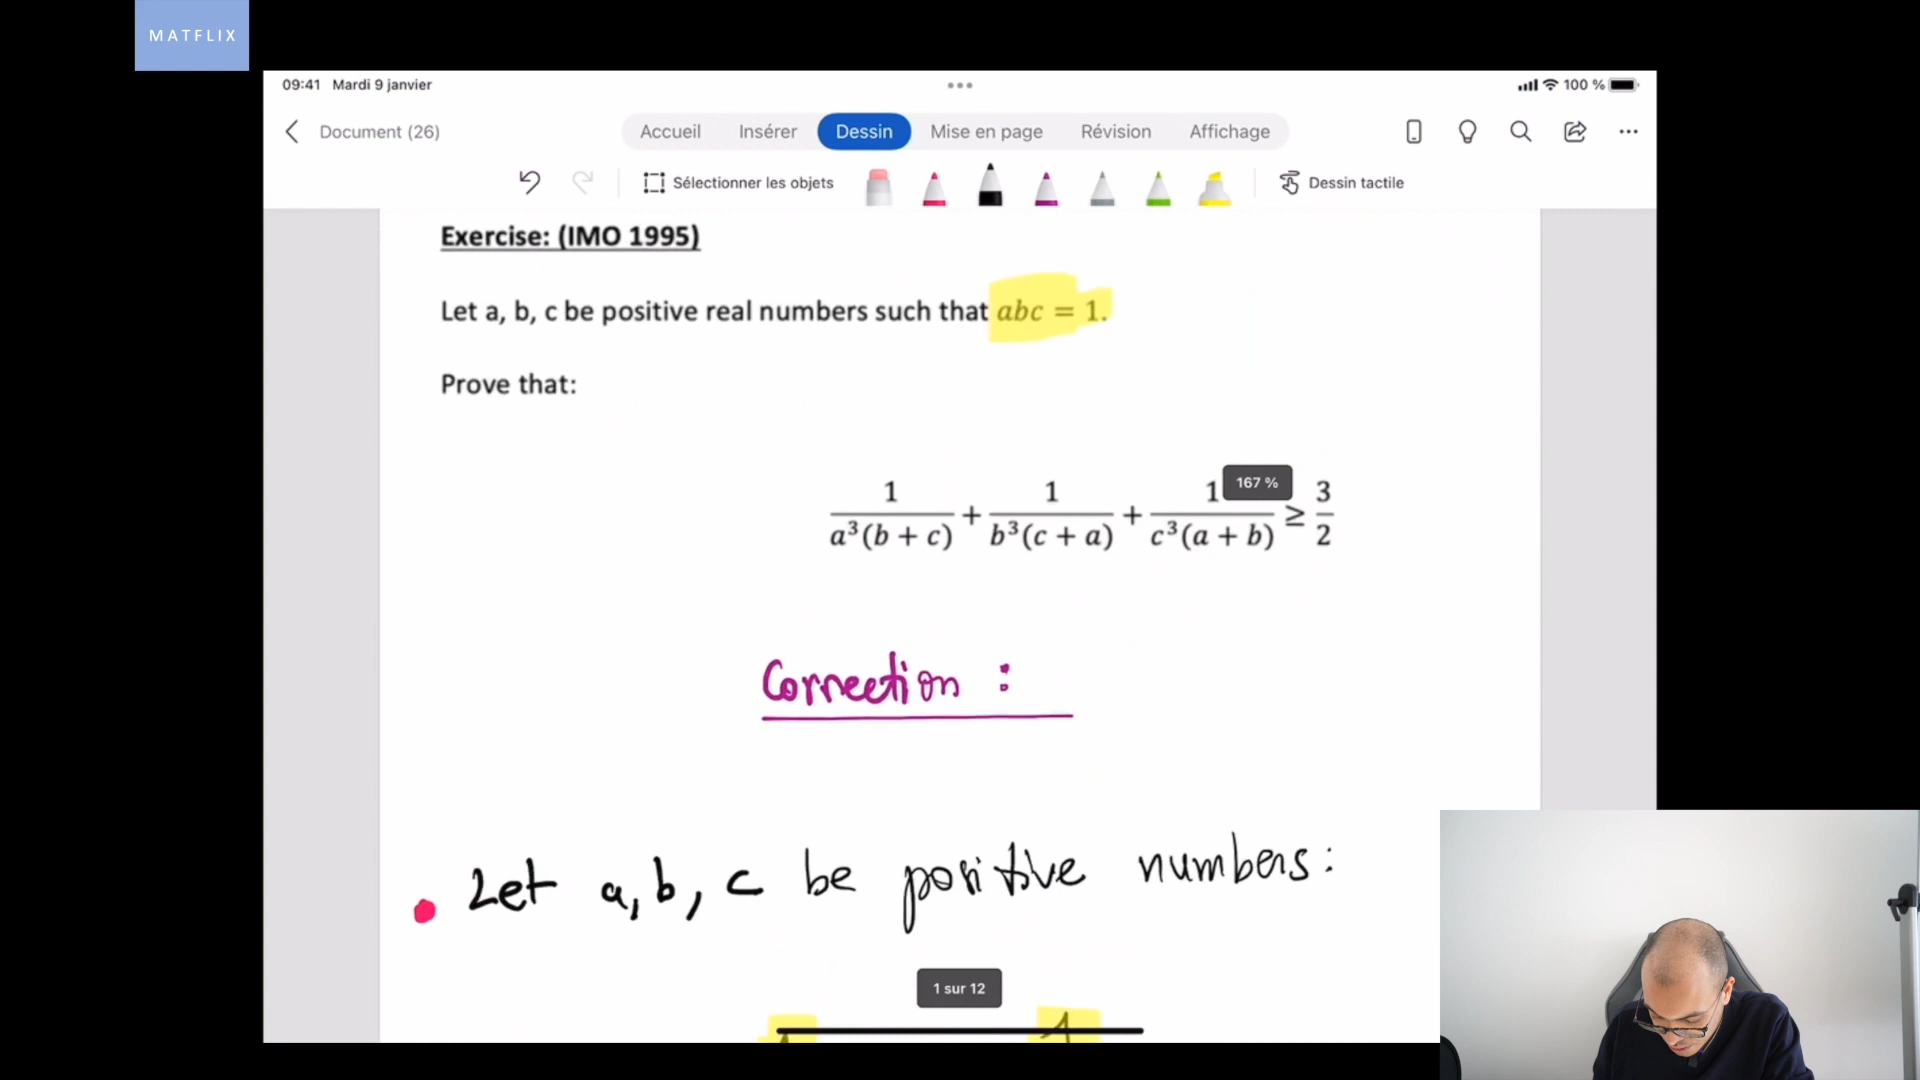 MATFLIX
09:41 Mardi 9 janvier
100 %
Document (26)
Accueil Insérer Dessin Mise en page Révision Affichage
Sélectionner les objets
Dessin tactile
Exercise: (IMO 1995)
Let a, b, c be positive real numbers such that abc = 1.
Prove that:
1/(a³(b + c)) + 1/(b³(c + a)) + 1/(c³(a + b)) ≥ 3/2
167 %
Correction :
Let a, b, c be positive numbers:
1 sur 12